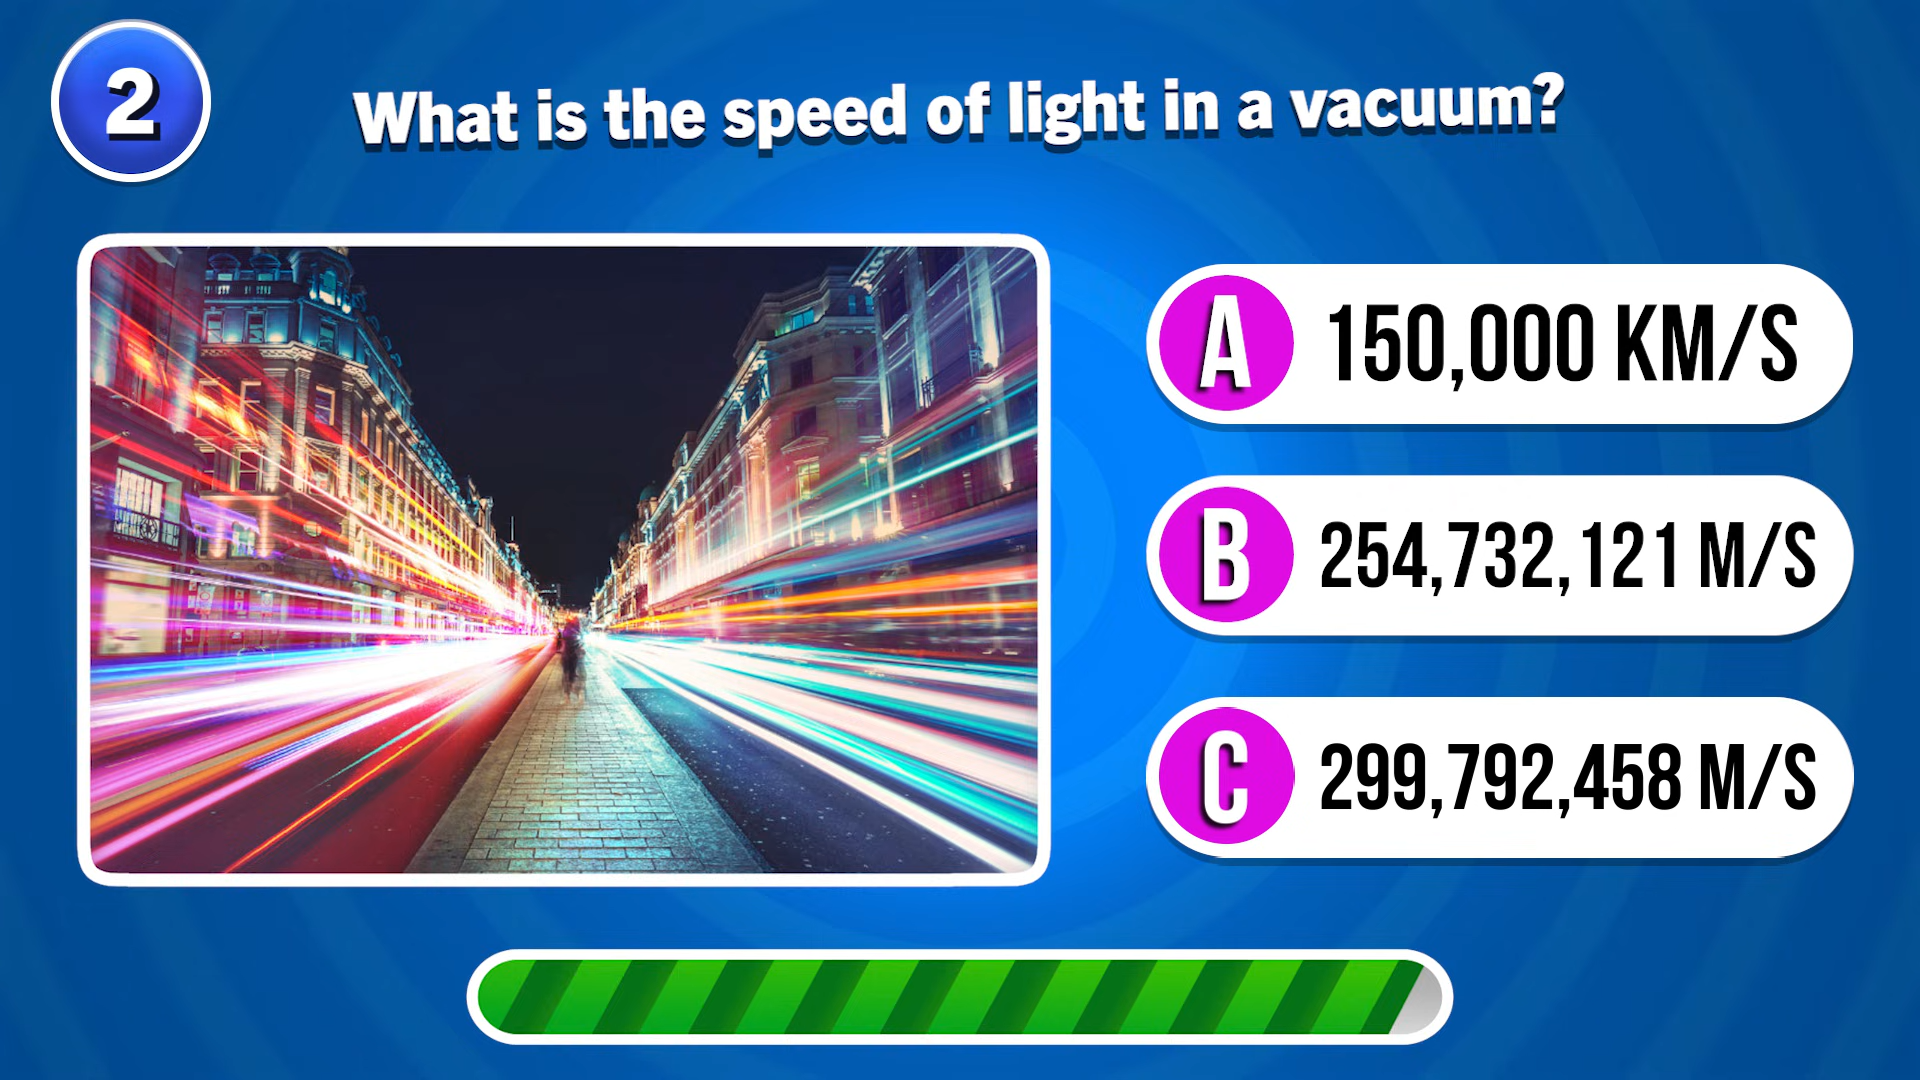 2
What is the speed of light in a vacuum?
A 150,000 KM/S
B 254,732,121 M/S
C 299,792,458 M/S